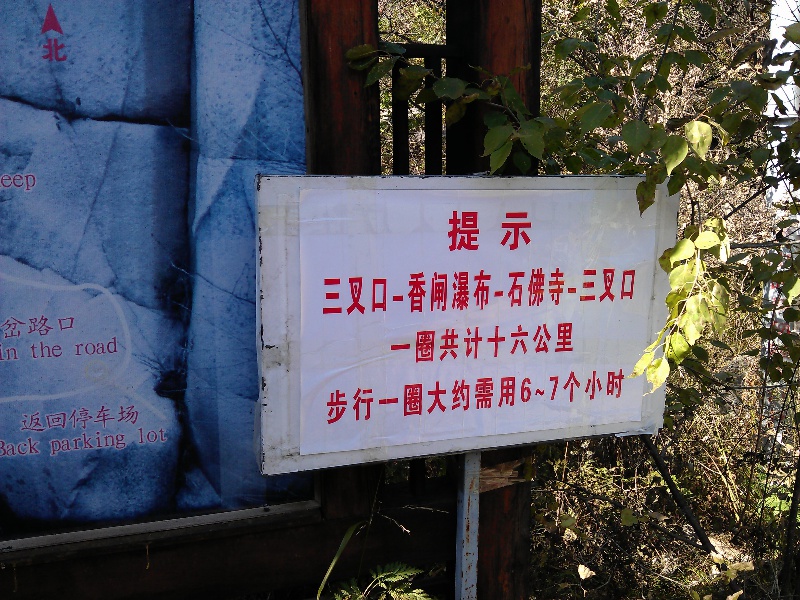 北
eep
岔路口
in the road
返回停车场
Back parking lot
提示
三叉口-香闸瀑布-石佛寺-三叉口
一圈共计十六公里
步行一圈大约需用6~7个小时